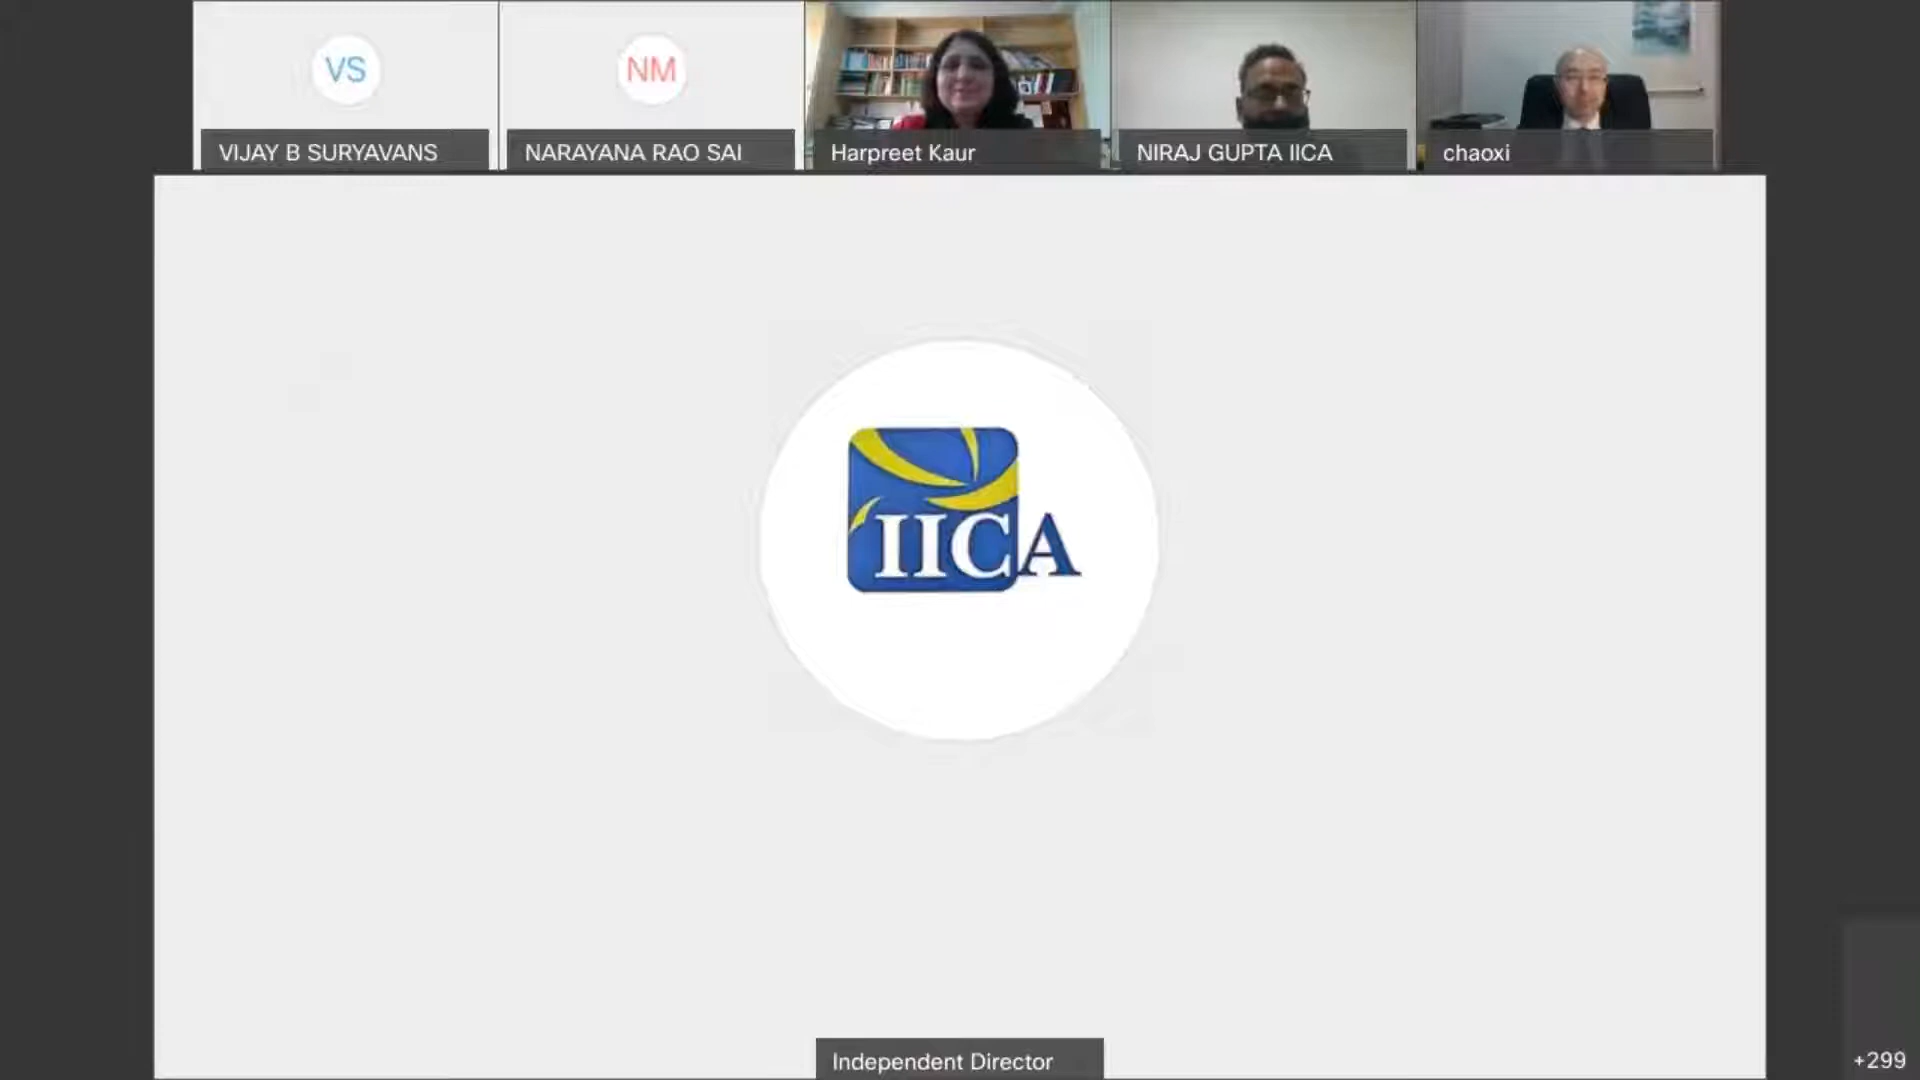 VS
NM
VIJAY B SURYAVANS
NARAYANA RAO SAI
Harpreet Kaur
NIRAJ GUPTA IICA
chaoxi
IICA
Independent Director
+299